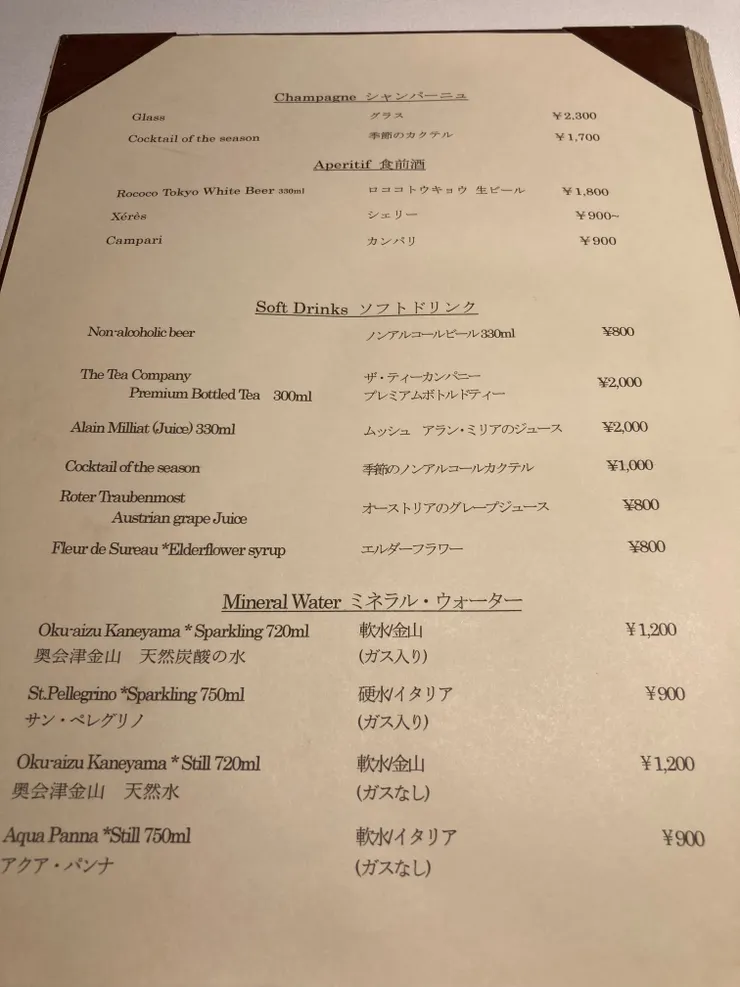 Champagne シャンパーニュ
Glass グラス ¥2,300
Cocktail of the season 季節のカクテル ¥1,700
Aperitif 食前酒
Rococo Tokyo White Beer 330ml ロココトウキョウ 生ビール ¥1,800
Xérès シェリー ¥900~
Campari カンパリ ¥900
Soft Drinks ソフトドリンク
Non-alcoholic beer ノンアルコールビール330ml ¥800
The Tea Company ザ・ティーカンパニー
Premium Bottled Tea 300ml プレミアムボトルドティー ¥2,000
Alain Milliat (Juice) 330ml ムッシュ アラン・ミリアのジュース ¥2,000
Cocktail of the season 季節のノンアルコールカクテル ¥1,000
Roter Traubenmost
Austrian grape Juice オーストリアのグレープジュース ¥800
Fleur de Sureau *Elderflower syrup エルダーフラワー ¥800
Mineral Water ミネラル・ウォーター
Oku-aizu Kaneyama * Sparkling 720ml 軟水/金山 ¥1,200
奥会津金山 天然炭酸の水 (ガス入り)
St.Pellegrino *Sparkling 750ml 硬水/イタリア ¥900
サン・ペレグリノ (ガス入り)
Oku-aizu Kaneyama * Still 720ml 軟水/金山 ¥1,200
奥会津金山 天然水 (ガスなし)
Aqua Panna *Still 750ml 軟水/イタリア ¥900
アクア・パンナ (ガスなし)